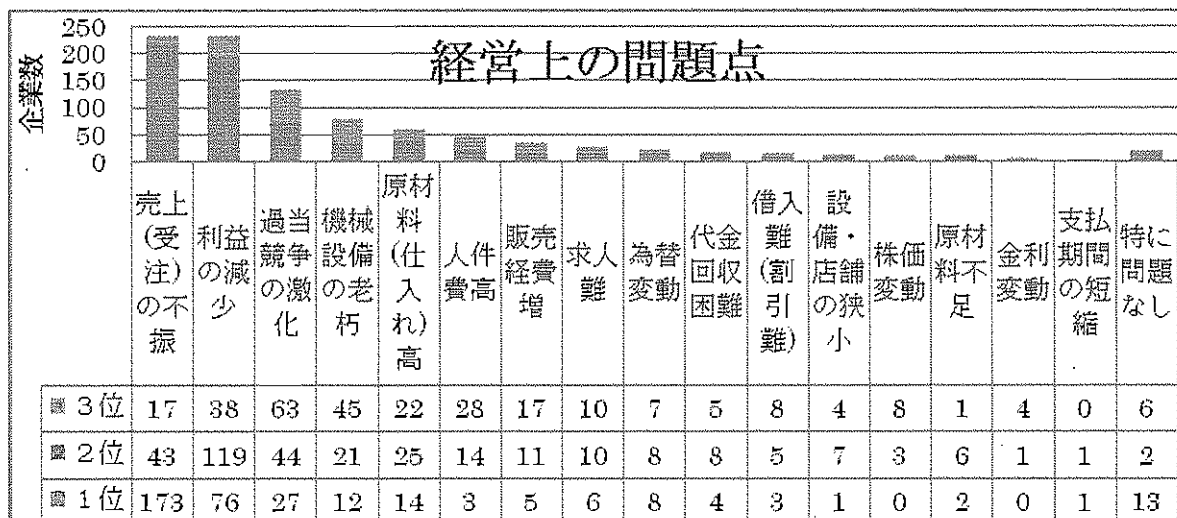 経営上の問題点
企業数
250
200
150
100
50
0
売上(受注)の不振
利益の減少
過当競争の激化
機械設備の老朽
原材料(仕入れ)高
人件費高
販売経費増
求人難
為替変動
代金回収困難
借入難(割引難)
設備・店舗の狭小
株価変動
原材料不足
金利変動
支払期間の短縮
特に問題なし
3位 17 38 63 45 22 28 17 10 7 5 8 4 8 1 4 0 6
2位 43 119 44 21 25 14 11 10 8 8 5 7 3 6 1 1 2
1位 173 76 27 12 14 3 5 6 8 4 3 1 0 2 0 1 13